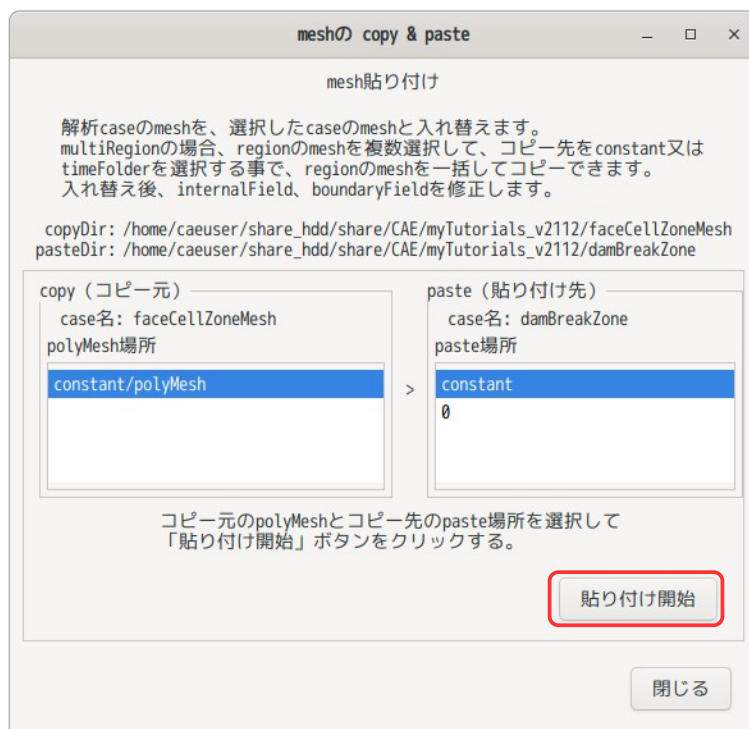 meshの copy & paste
mesh貼り付け
解析caseのmeshを、選択したcaseのmeshと入れ替えます。
multiRegionの場合、regionのmeshを複数選択して、コピー先をconstant又は
timeFolderを選択する事で、regionのmeshを一括してコピーできます。
入れ替え後、internalField、boundaryFieldを修正します。
copyDir: /home/caeuser/share_hdd/share/CAE/myTutorials_v2112/faceCellZoneMesh
pasteDir: /home/caeuser/share_hdd/share/CAE/myTutorials_v2112/damBreakZone
copy (コピー元)
case名: faceCellZoneMesh
polyMesh場所
constant/polyMesh
>
paste (貼り付け先)
case名: damBreakZone
paste場所
constant
0
コピー元のpolyMeshとコピー先のpaste場所を選択して
「貼り付け開始」ボタンをクリックする。
貼り付け開始
閉じる